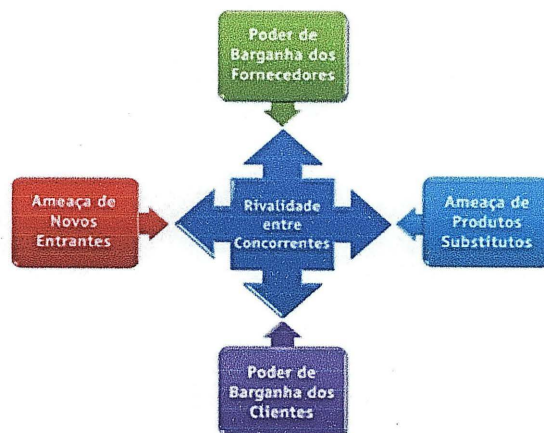 Poder de
Barganha dos
Fornecedores
Ameaça de
Novos
Entrantes
Rivalidade
entre
Concorrentes
Ameaça de
Produtos
Substitutos
Poder de
Barganha dos
Clientes